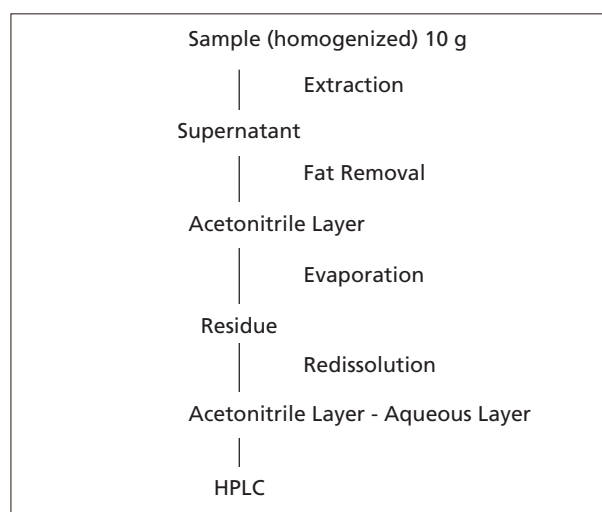 Sample (homogenized) 10 g
Extraction
Supernatant
Fat Removal
Acetonitrile Layer
Evaporation
Residue
Redissolution
Acetonitrile Layer - Aqueous Layer
HPLC